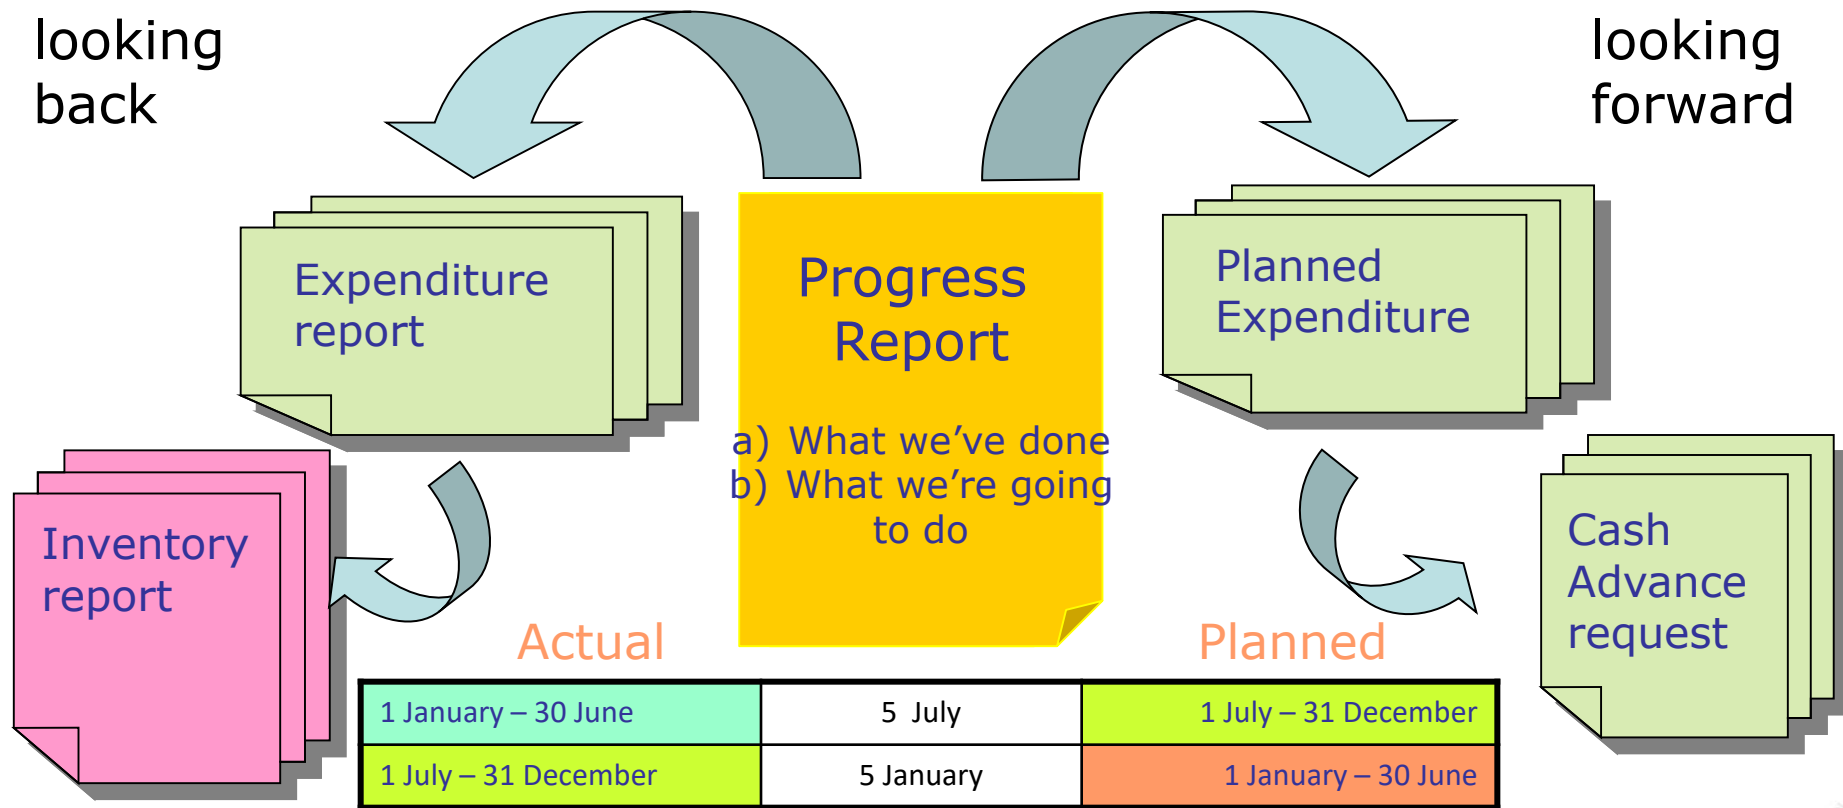 looking
back
looking
forward
Expenditure
report
Progress
Report
a) What we’ve done
b) What we’re going
to do
Planned
Expenditure
Inventory
report
Cash
Advance
request
Actual
Planned
1 January – 30 June 5 July 1 July – 31 December
1 July – 31 December 5 January 1 January – 30 June